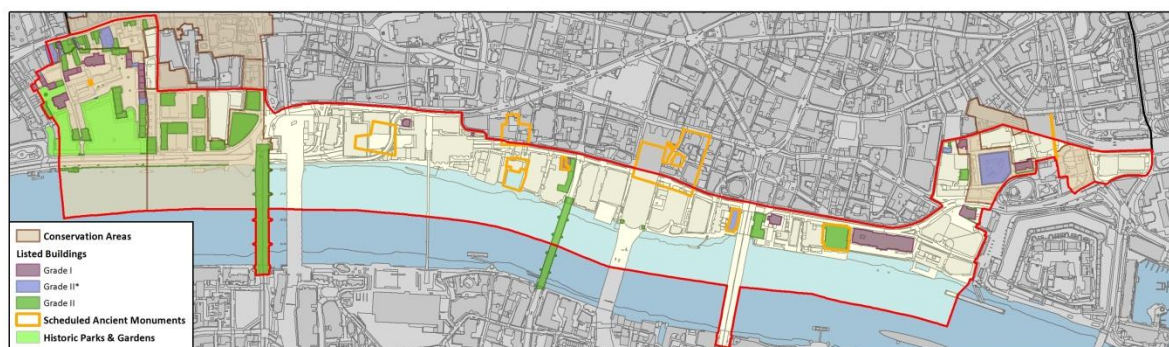 Conservation Areas
Listed Buildings
Grade I
Grade II*
Grade II
Scheduled Ancient Monuments
Historic Parks & Gardens